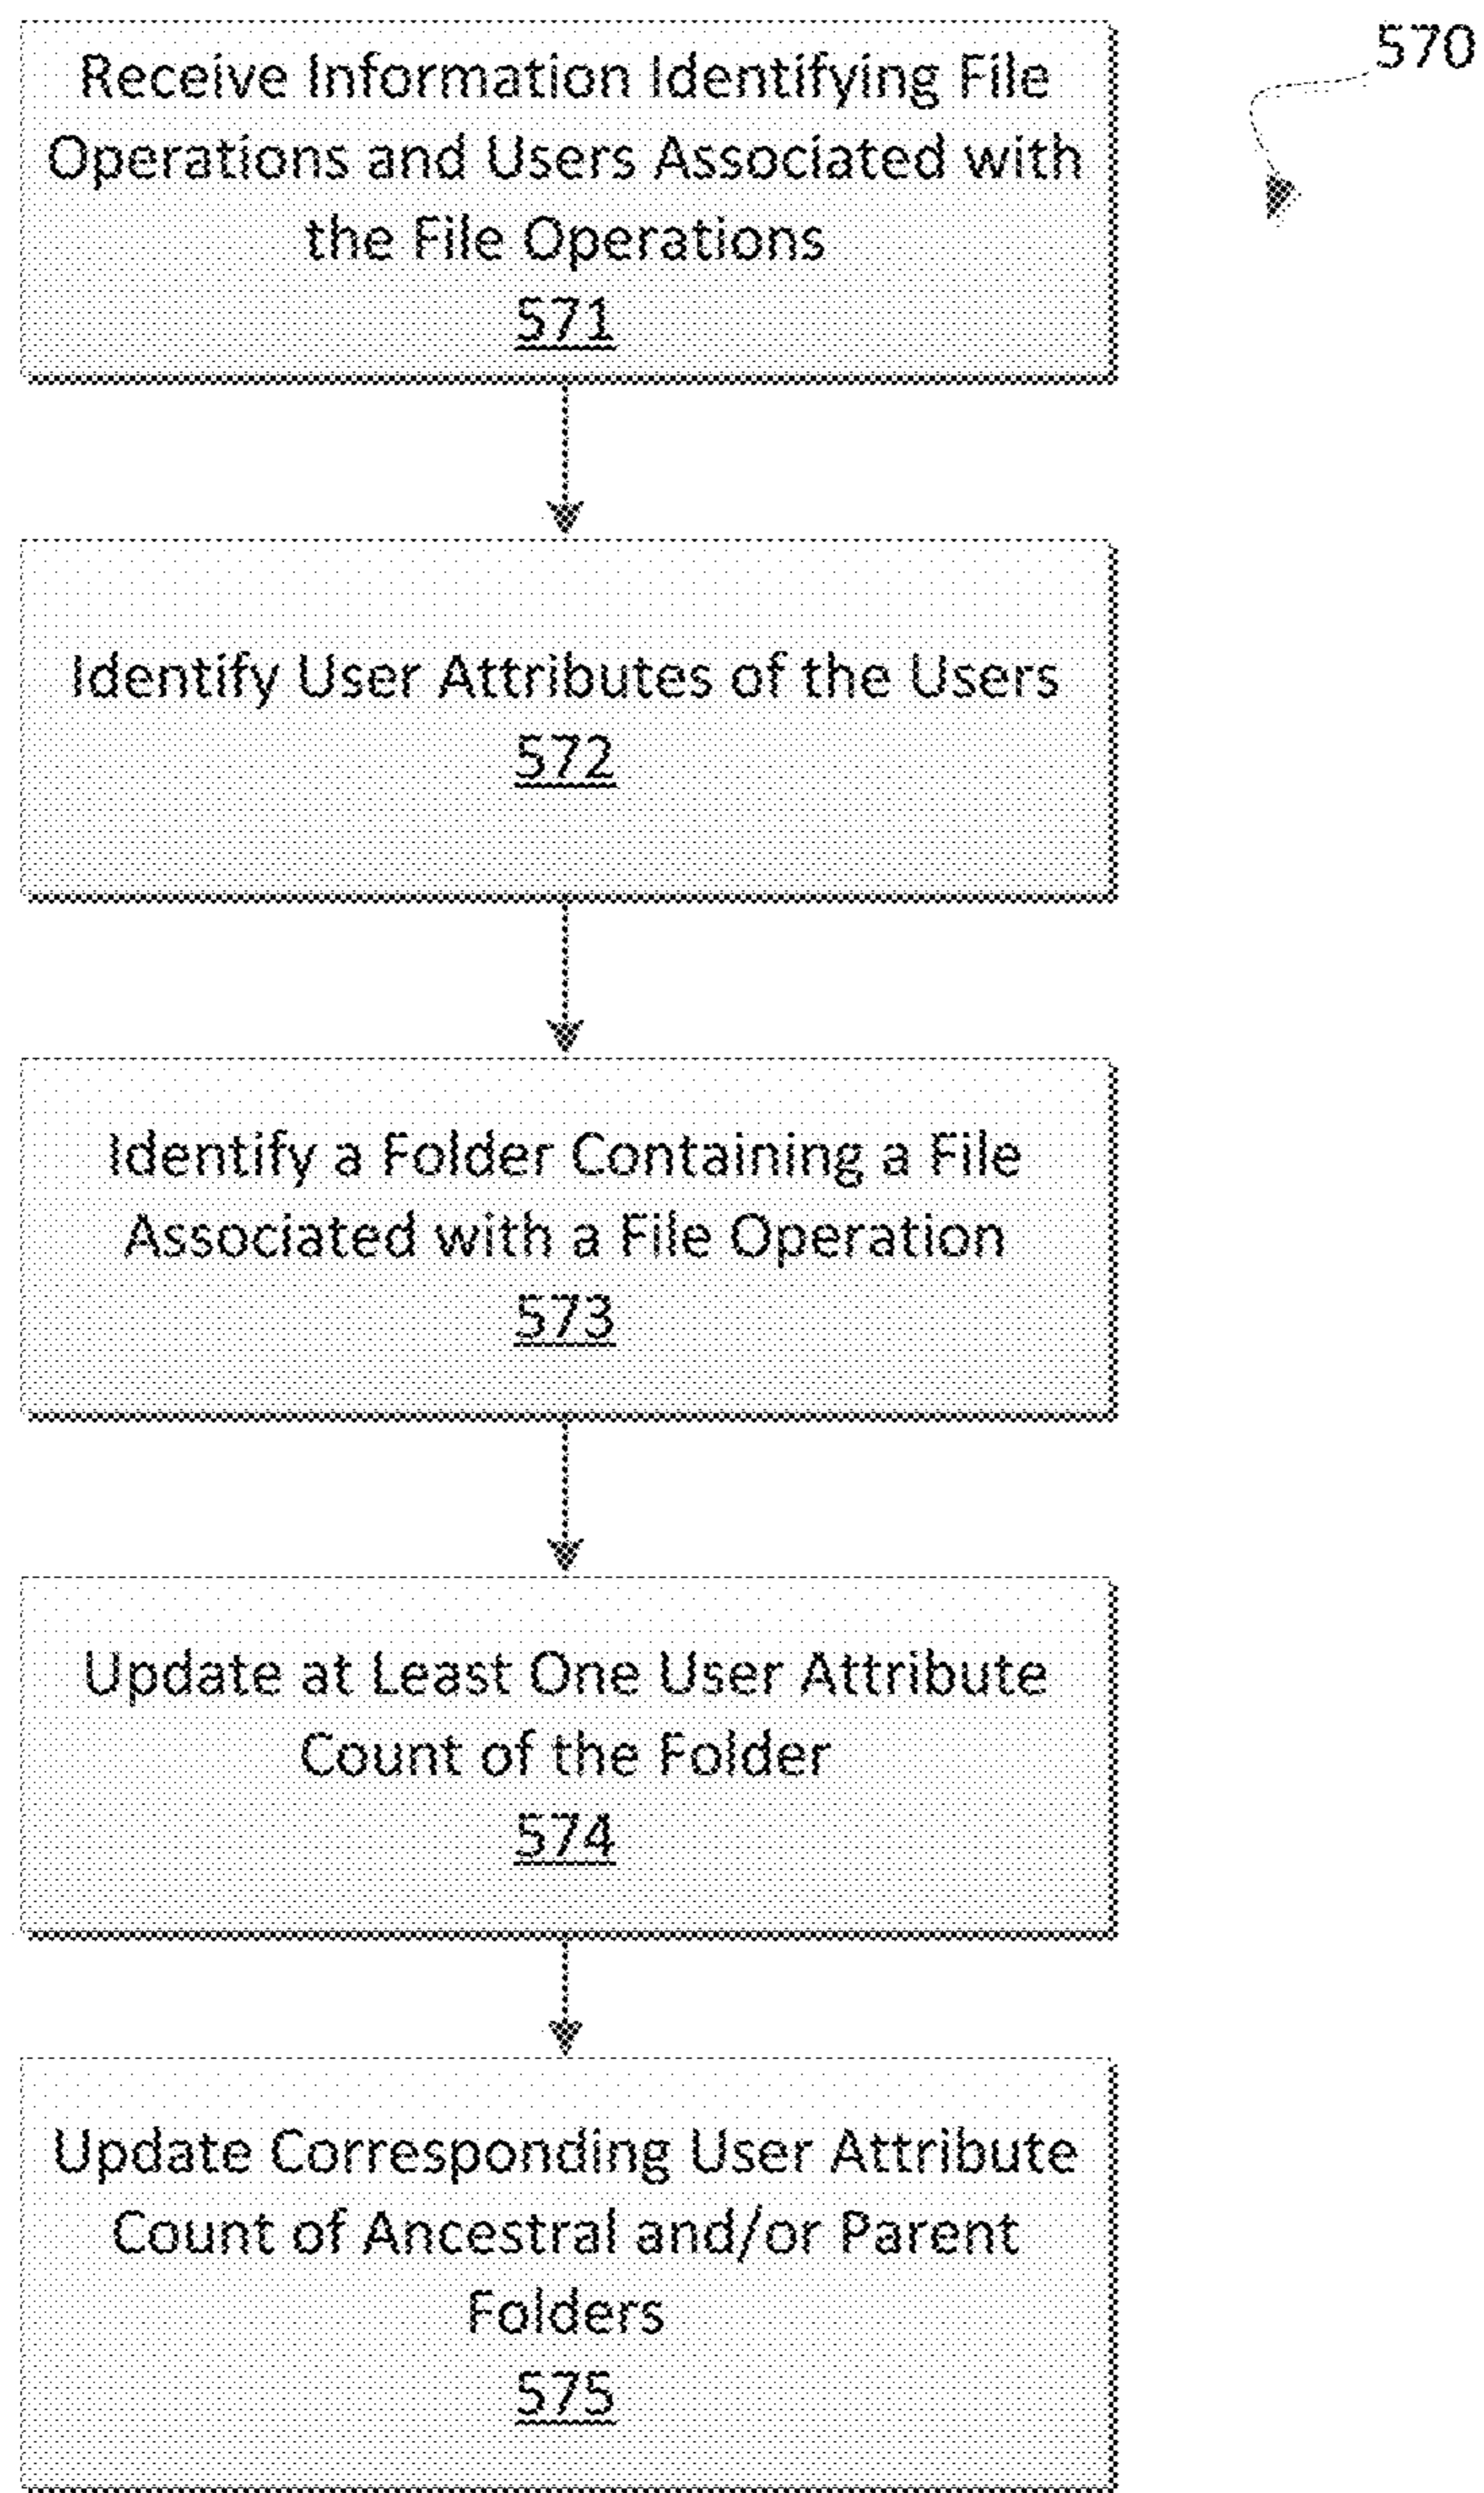 570
Receive Information Identifying File
Operations and Users Associated with
the File Operations
571
Identify User Attributes of the Users
572
Identify a Folder Containing a File
Associated with a File Operation
573
Update at Least One User Attribute
Count of the Folder
574
Update Corresponding User Attribute
Count of Ancestral and/or Parent
Folders
575